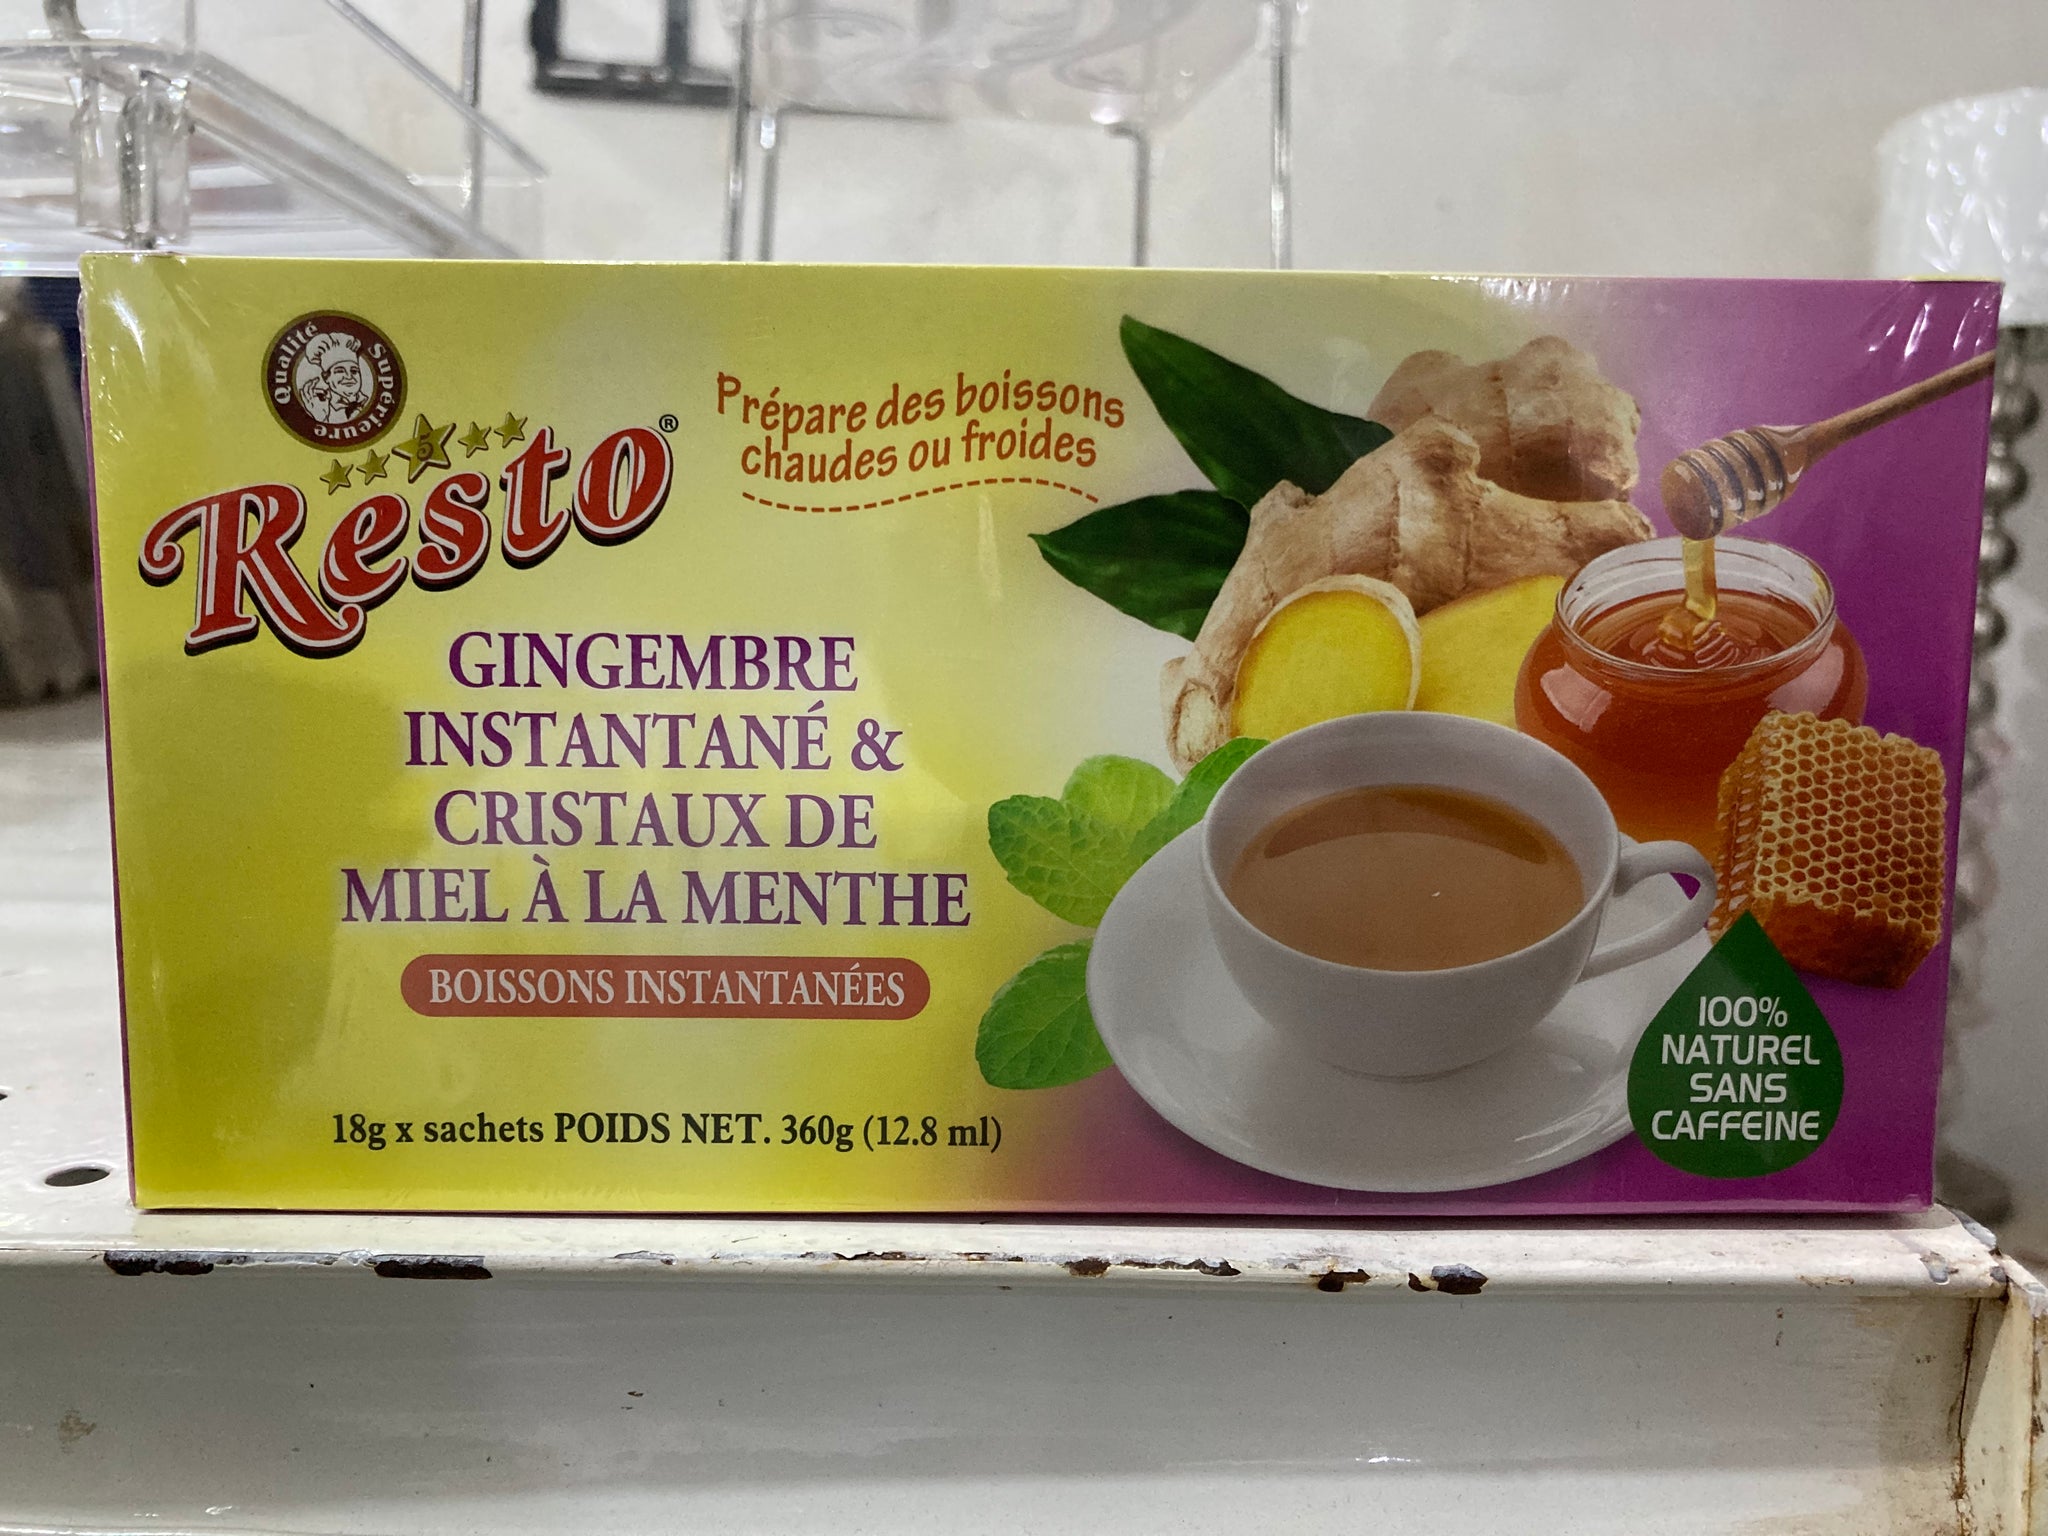 Qualité Supérieure
5
Resto®
Prépare des boissons
chaudes ou froides
GINGEMBRE
INSTANTANÉ &
CRISTAUX DE
MIEL À LA MENTHE
BOISSONS INSTANTANÉES
18g x sachets POIDS NET. 360g (12.8 ml)
100%
NATUREL
SANS
CAFFEINE